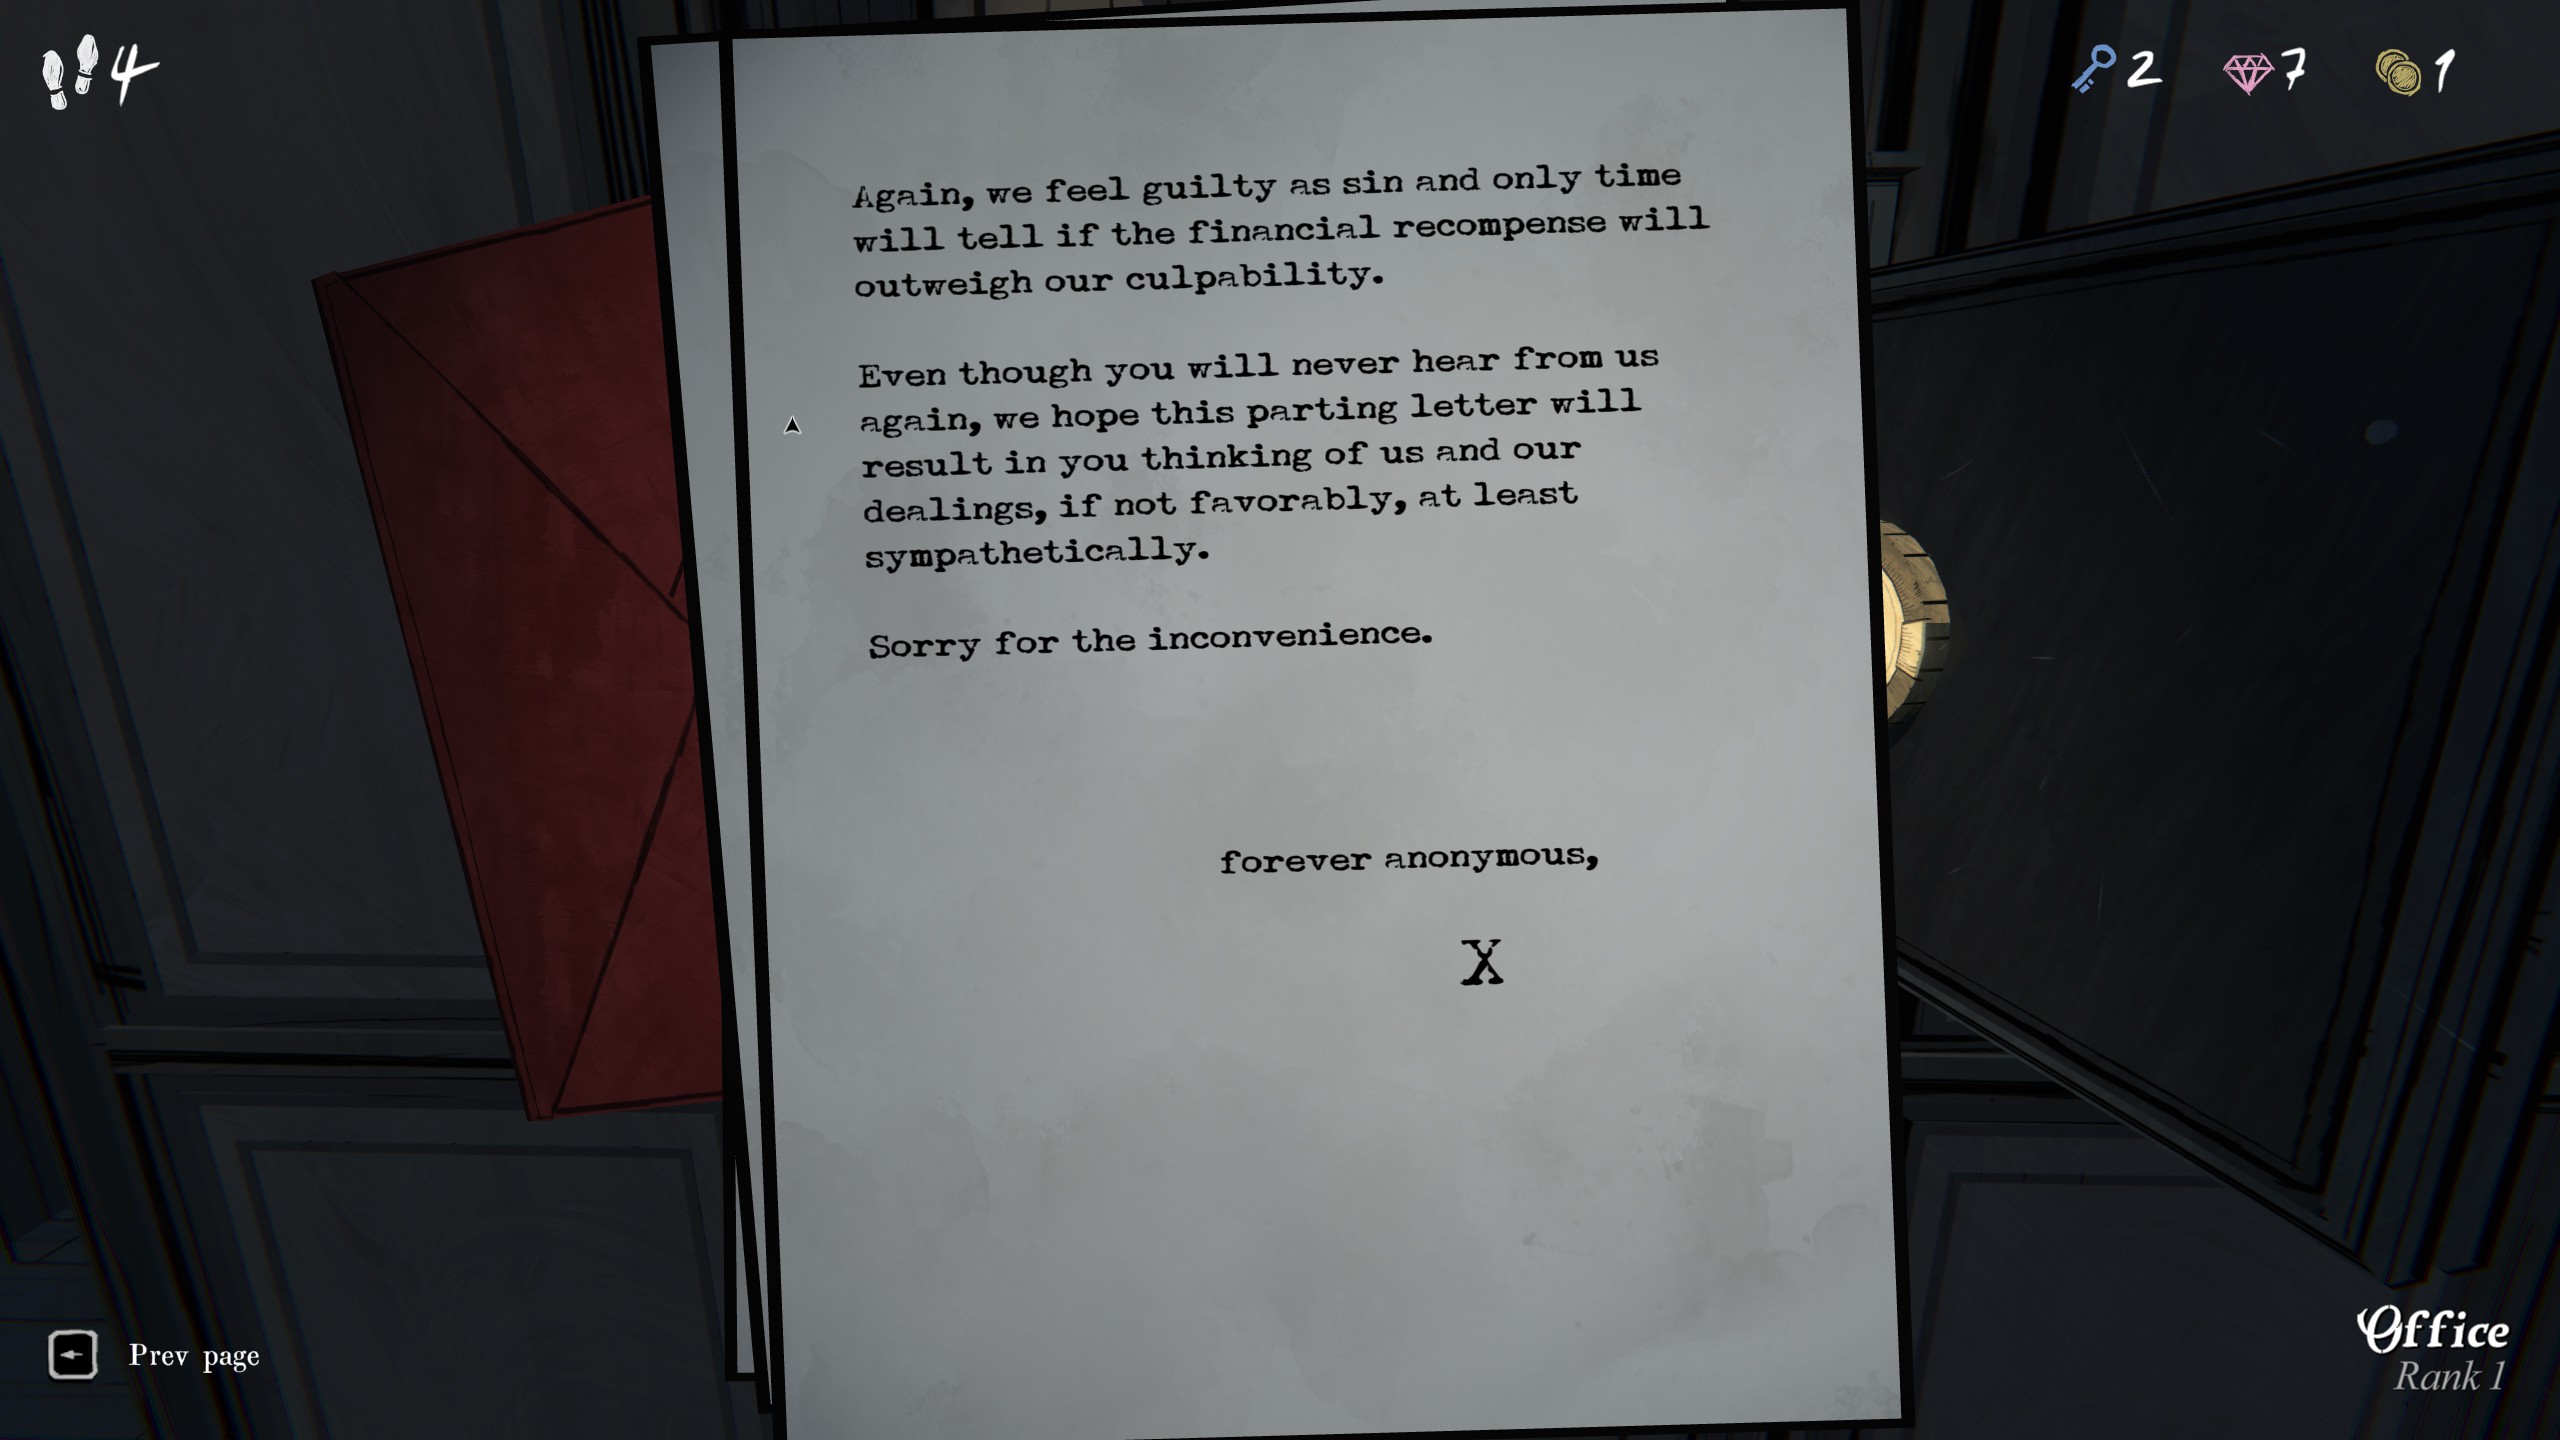 4
2
7
1
Again, we feel guilty as sin and only time
will tell if the financial recompense will
outweigh our culpability.
Even though you will never hear from us
again, we hope this parting letter will
result in you thinking of us and our
dealings, if not favorably, at least
sympathetically.
Sorry for the inconvenience.
forever anonymous,
X
Prev page
Office
Rank 1